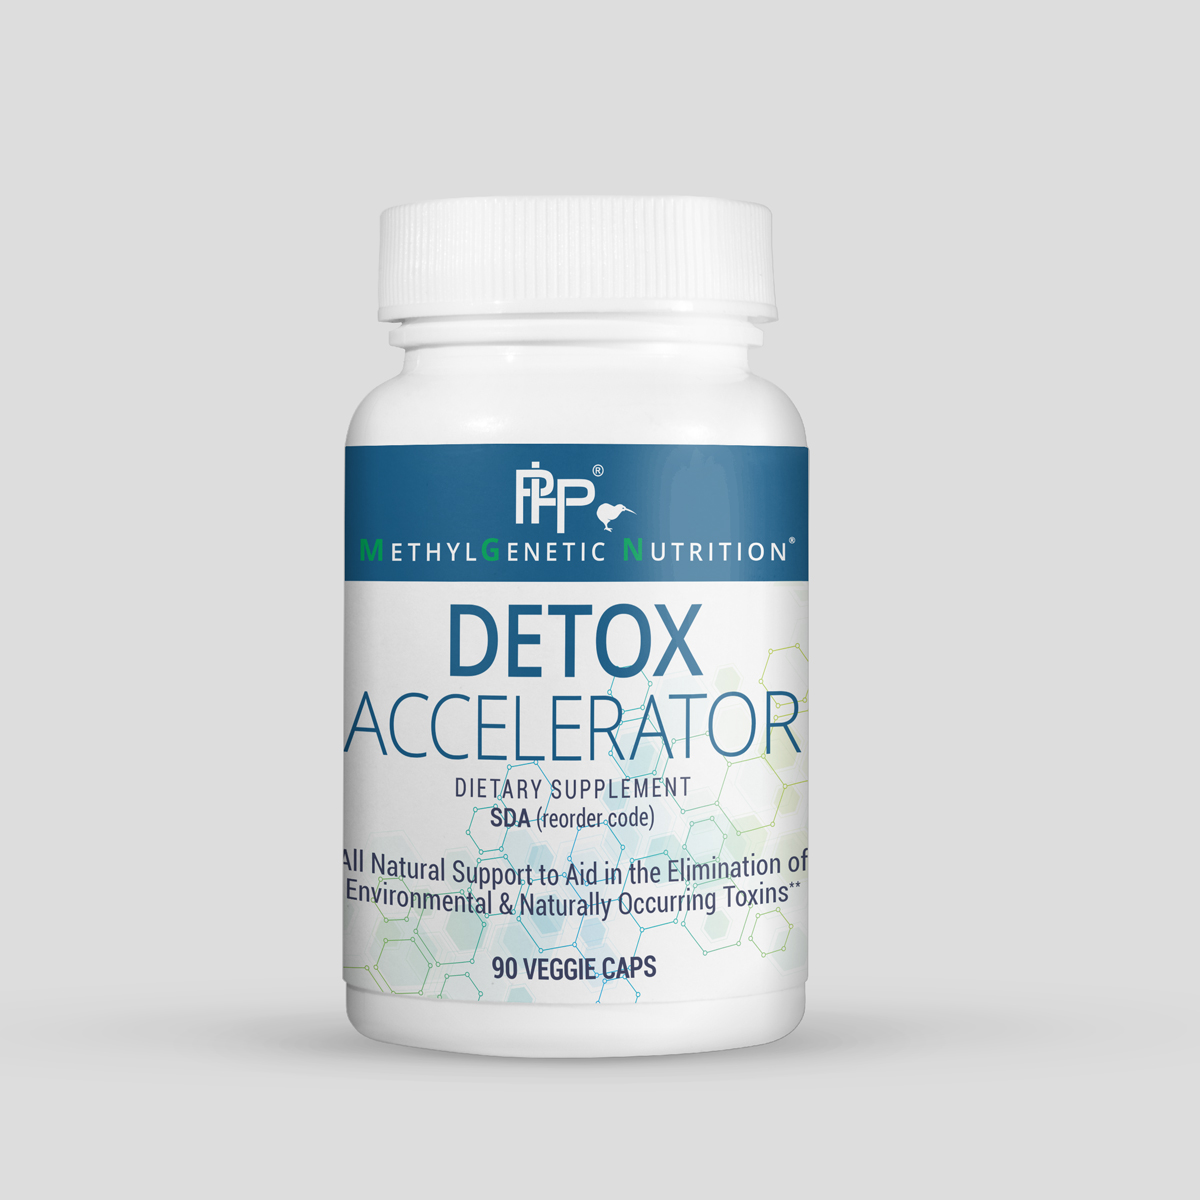 PHP®
METHYLGENETIC NUTRITION®
DETOX
ACCELERATOR
DIETARY SUPPLEMENT
SDA (reorder code)
All Natural Support to Aid in the Elimination of
Environmental & Naturally Occurring Toxins**
90 VEGGIE CAPS